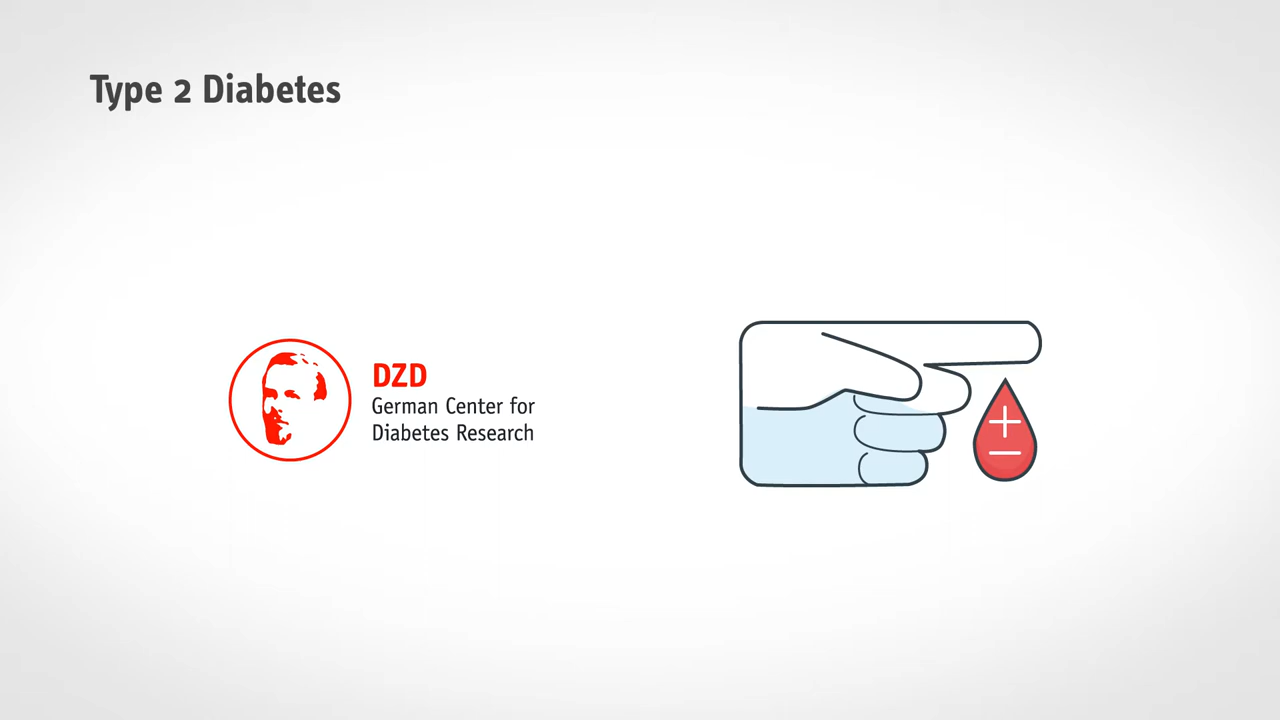 Type 2 Diabetes
DZD
German Center for
Diabetes Research
+
−